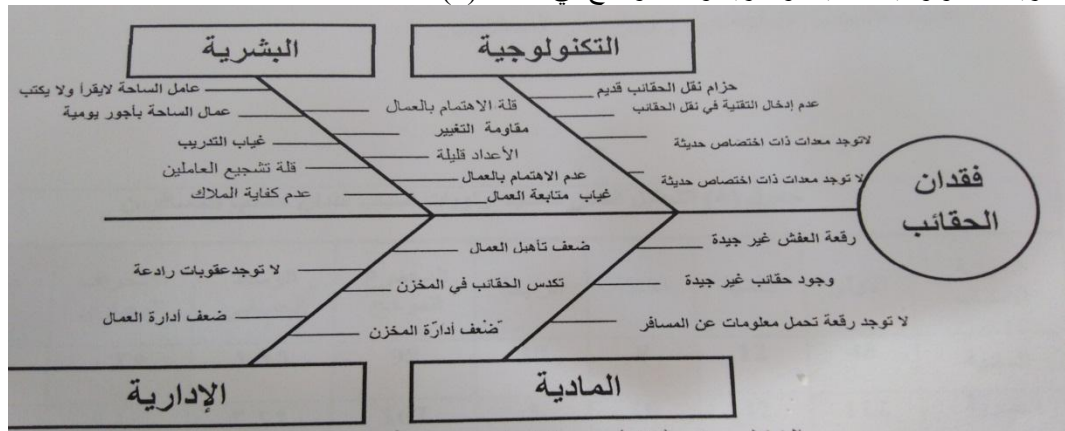 التكنولوجية
البشرية
حزام نقل الحقائب قديم
عدم إدخال التقنية في نقل الحقائب
لاتوجد معدات ذات اختصاص حديثة
لا توجد معدات ذات اختصاص حديثة
عامل الساحة لايقرأ ولا يكتب
قلة الاهتمام بالعمال
عمال الساحة بأجور يومية
مقاومة التغيير
غياب التدريب
الأعداد قليلة
قلة تشجيع العاملين
عدم الاهتمام بالعمال
عدم كفاية الملاك
غياب متابعة العمال
فقدان
الحقائب
رقعة العفش غير جيدة
وجود حقائب غير جيدة
لا توجد رقعة تحمل معلومات عن المسافر
ضعف تأهيل العمال
لا توجدعقوبات رادعة
تكدس الحقائب في المخزن
ضعف أدارة العمال
ضعف أدارة المخزن
المادية
الإدارية